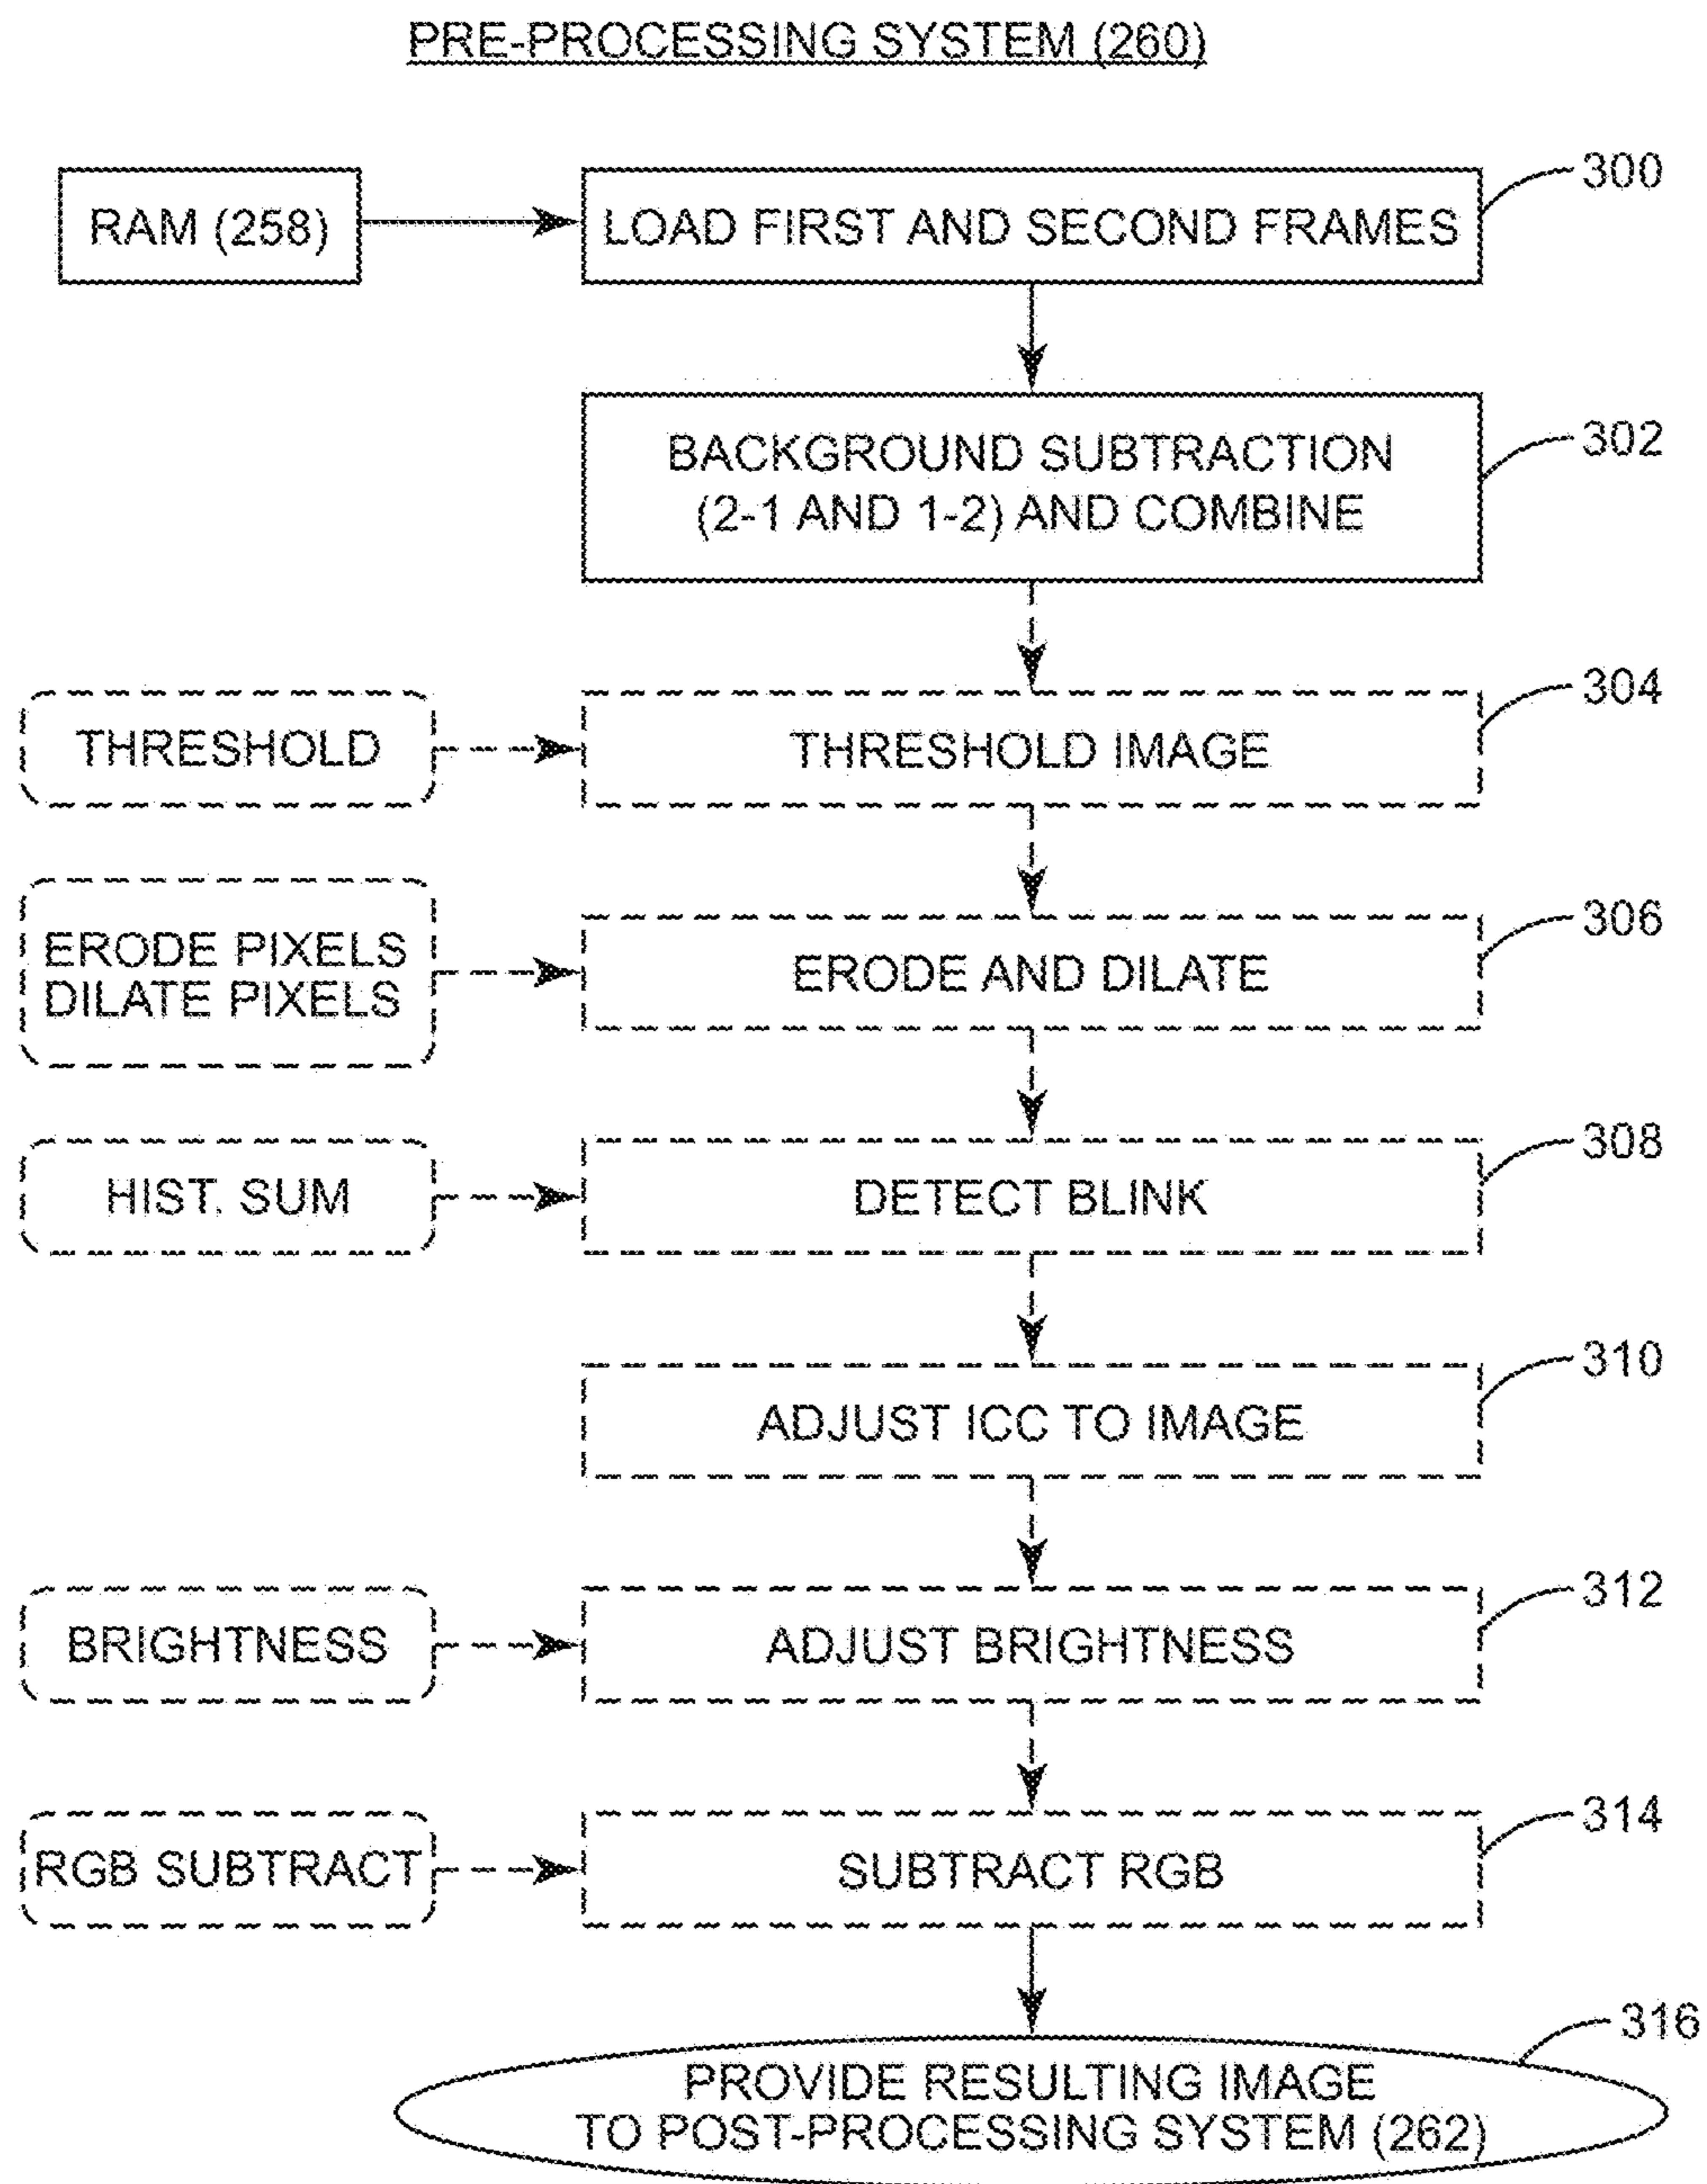 PRE-PROCESSING SYSTEM (260)
300
RAM (258)
LOAD FIRST AND SECOND FRAMES
302
BACKGROUND SUBTRACTION
(2-1 AND 1-2) AND COMBINE
304
THRESHOLD
THRESHOLD IMAGE
306
ERODE PIXELS
DILATE PIXELS
ERODE AND DILATE
308
HIST. SUM
DETECT BLINK
310
ADJUST ICC TO IMAGE
312
BRIGHTNESS
ADJUST BRIGHTNESS
314
RGB SUBTRACT
SUBTRACT RGB
316
PROVIDE RESULTING IMAGE
TO POST-PROCESSING SYSTEM (262)